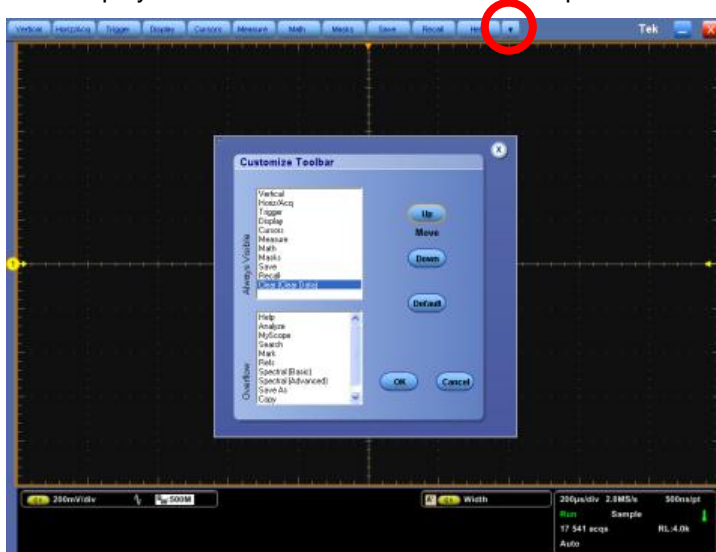 Vertical Horiz/Acq Trigger Display Cursors Measure Math Masks Save Recall
Tek
Customize Toolbar
Always Visible
Vertical
Horiz/Acq
Trigger
Display
Cursors
Measure
Math
Masks
Save
Recall
Clear (Clear Data)
Up
Move
Down
Default
Overflow
Help
Analyze
MyScope
Search
Mark
Refs
Spectral (Basic)
Spectral (Advanced)
Save As
Copy
OK Cancel
C1 200mV/div 500M
C1 Width
200µs/div 2.0MS/s 500ns/pt
Run Sample
17 541 acqs RL:4.0k
Auto